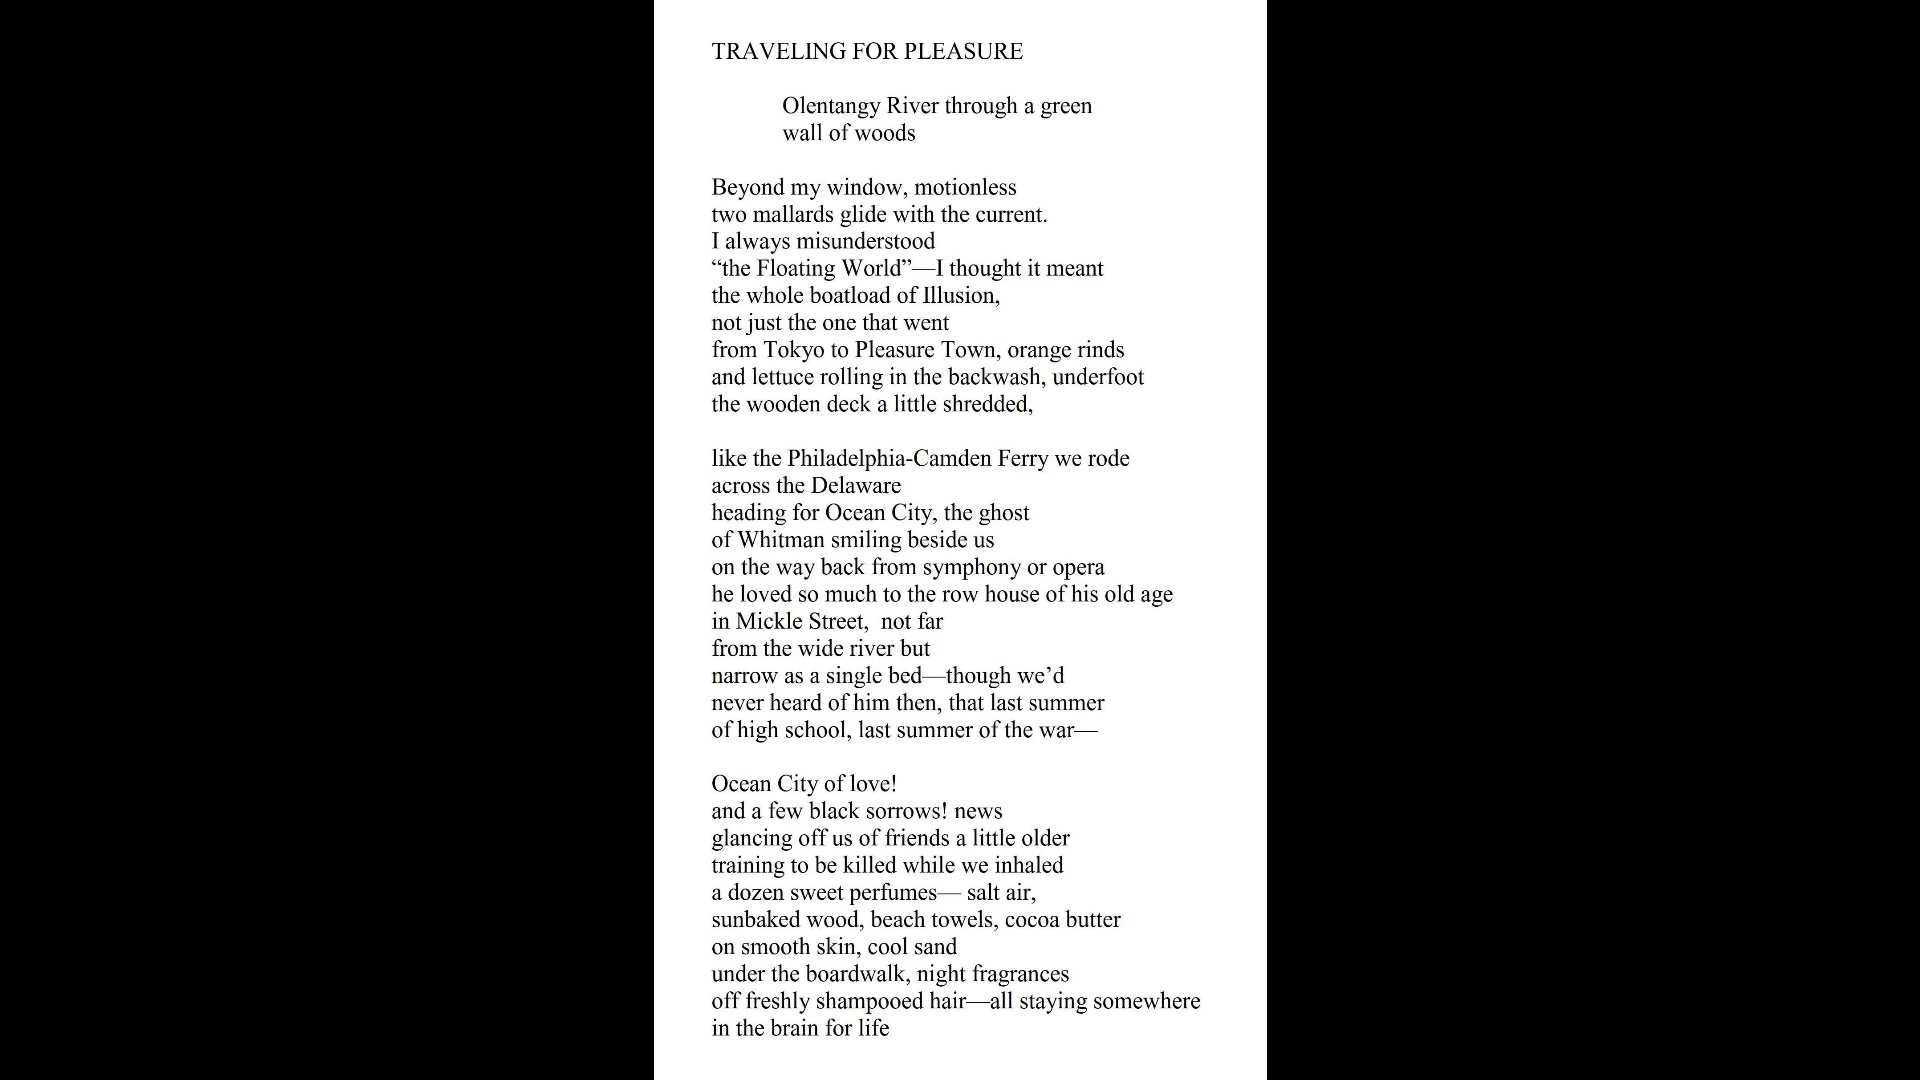 TRAVELING FOR PLEASURE
Olentangy River through a green
wall of woods
Beyond my window, motionless
two mallards glide with the current.
I always misunderstood
“the Floating World”—I thought it meant
the whole boatload of Illusion,
not just the one that went
from Tokyo to Pleasure Town, orange rinds
and lettuce rolling in the backwash, underfoot
the wooden deck a little shredded,
like the Philadelphia-Camden Ferry we rode
across the Delaware
heading for Ocean City, the ghost
of Whitman smiling beside us
on the way back from symphony or opera
he loved so much to the row house of his old age
in Mickle Street,  not far
from the wide river but
narrow as a single bed—though we’d
never heard of him then, that last summer
of high school, last summer of the war—
Ocean City of love!
and a few black sorrows! news
glancing off us of friends a little older
training to be killed while we inhaled
a dozen sweet perfumes— salt air,
sunbaked wood, beach towels, cocoa butter
on smooth skin, cool sand
under the boardwalk, night fragrances
off freshly shampooed hair—all staying somewhere
in the brain for life